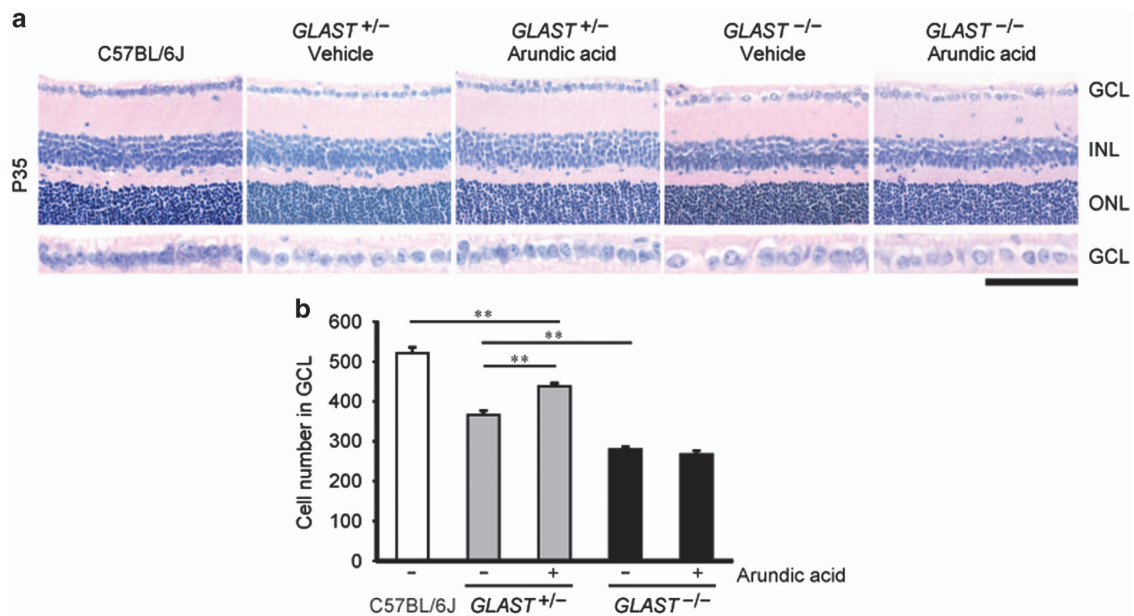 a
C57BL/6J
GLAST +/−
Vehicle
GLAST +/−
Arundic acid
GLAST −/−
Vehicle
GLAST −/−
Arundic acid
P35
GCL
INL
ONL
GCL
b
Cell number in GCL
600
500
400
300
200
100
0
**
**
**
− − + − + Arundic acid
C57BL/6J GLAST +/− GLAST −/−